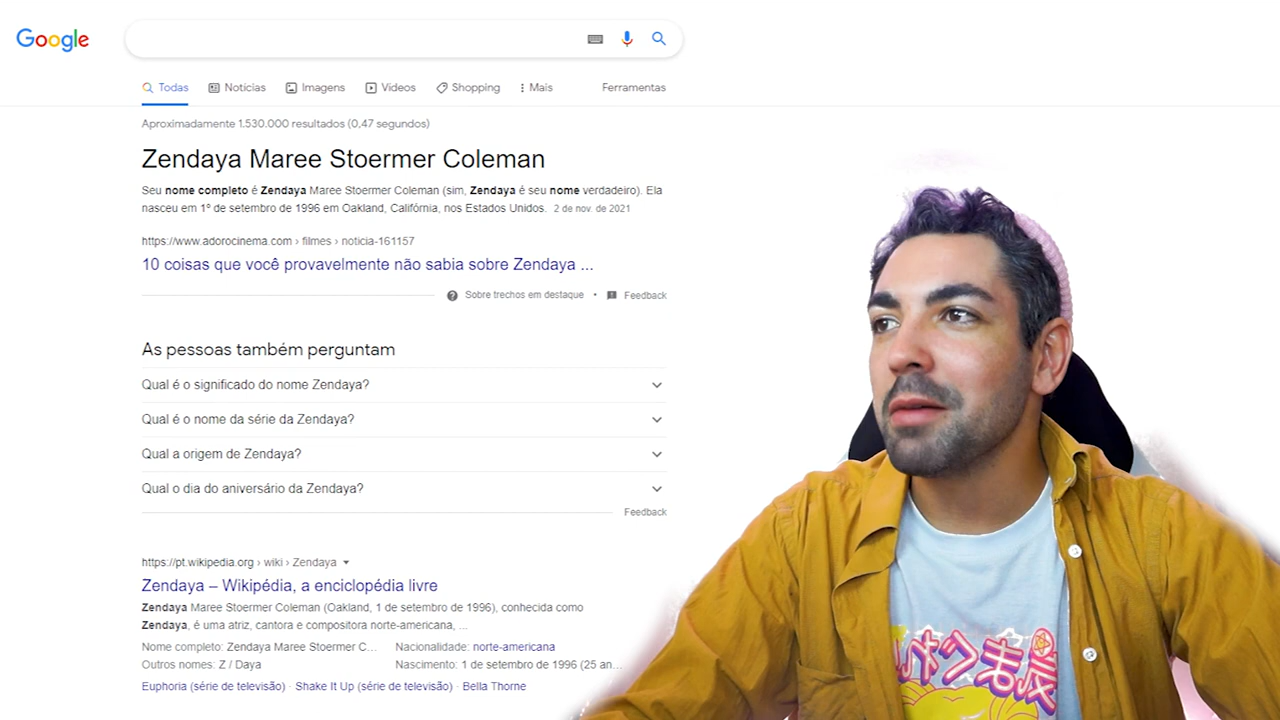 Google
Todas
Notícias
Imagens
Vídeos
Shopping
Mais
Ferramentas
Aproximadamente 1.530.000 resultados (0,47 segundos)
Zendaya Maree Stoermer Coleman
Seu nome completo é Zendaya Maree Stoermer Coleman (sim, Zendaya é seu nome verdadeiro). Ela
nasceu em 1º de setembro de 1996 em Oakland, Califórnia, nos Estados Unidos. 2 de nov. de 2021
https://www.adorocinema.com › filmes › noticia-161157
10 coisas que você provavelmente não sabia sobre Zendaya ...
Sobre trechos em destaque • Feedback
As pessoas também perguntam
Qual é o significado do nome Zendaya?
Qual é o nome da série da Zendaya?
Qual a origem de Zendaya?
Qual o dia do aniversário da Zendaya?
Feedback
https://pt.wikipedia.org › wiki › Zendaya
Zendaya – Wikipédia, a enciclopédia livre
Zendaya Maree Stoermer Coleman (Oakland, 1 de setembro de 1996), conhecida como
Zendaya, é uma atriz, cantora e compositora norte-americana, ...
Nome completo: Zendaya Maree Stoermer C... Nacionalidade: norte-americana
Outros nomes: Z / Daya Nascimento: 1 de setembro de 1996 (25 an...
Euphoria (série de televisão) · Shake It Up (série de televisão) · Bella Thorne